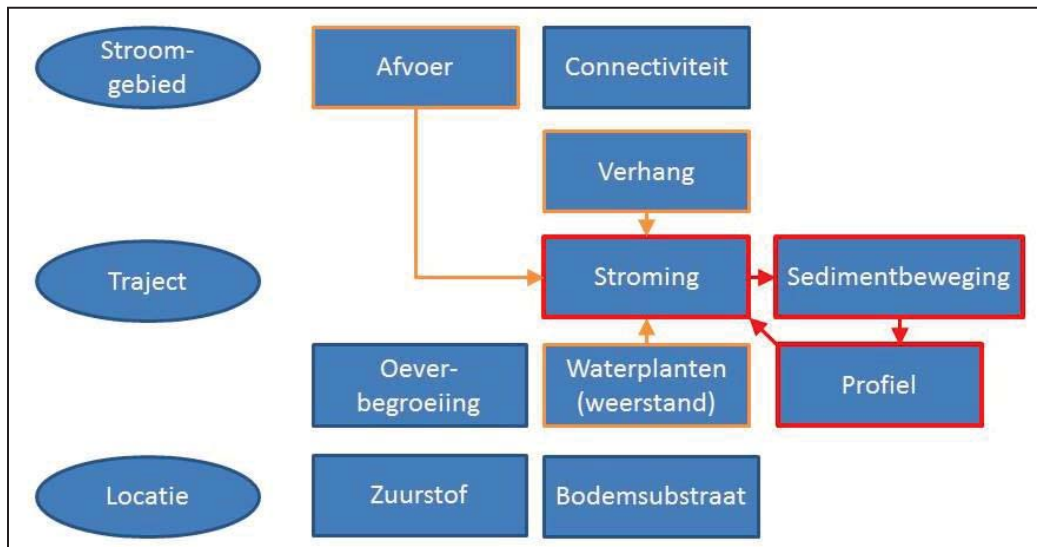 Stroom-
gebied
Afvoer
Connectiviteit
Verhang
Traject
Stroming
Sedimentbeweging
Oever-
begroeiing
Waterplanten
(weerstand)
Profiel
Locatie
Zuurstof
Bodemsubstraat